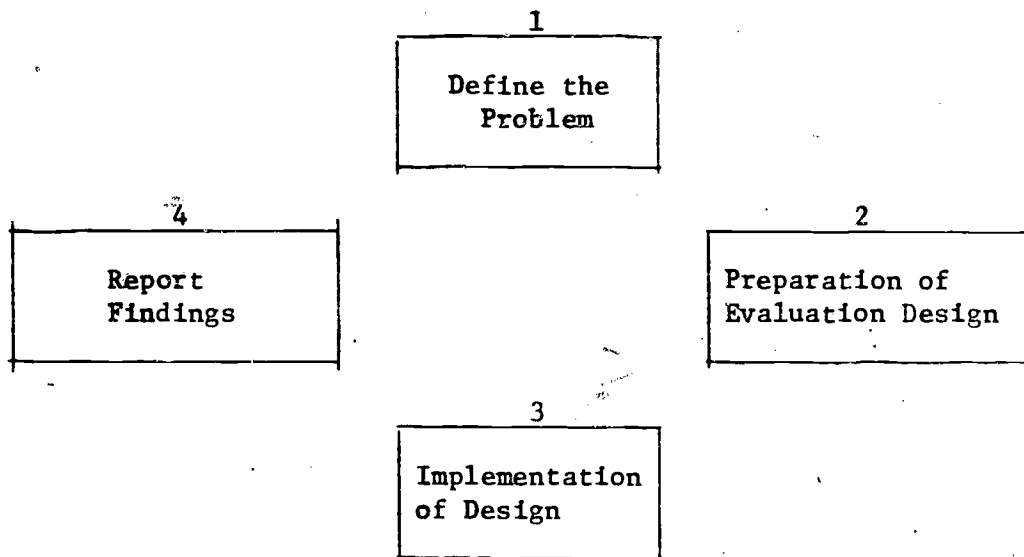 1
Define the
Problem
2
Preparation of
Evaluation Design
3
Implementation
of Design
4
Report
Findings